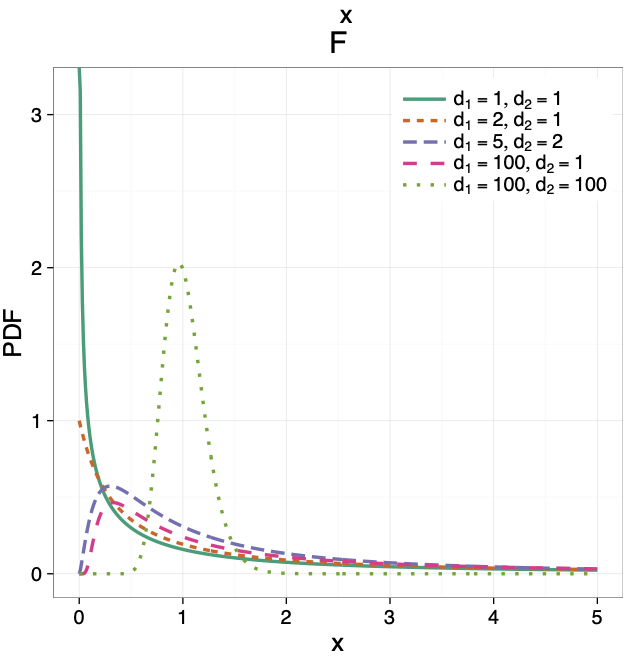 x
F
d₁ = 1, d₂ = 1
d₁ = 2, d₂ = 1
d₁ = 5, d₂ = 2
d₁ = 100, d₂ = 1
d₁ = 100, d₂ = 100
PDF
3
2
1
0
0 1 2 3 4 5
x